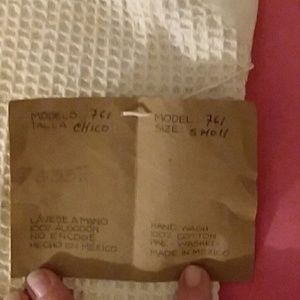 MODELO 761
TALLA chico
LAVESE A MANO
100% ALGODON
NO ENCOGE
HECHO EN MEXICO
MODEL 761
SIZE small
HAND WASH
100% COTTON
PRE-WASHED
MADE IN MEXICO